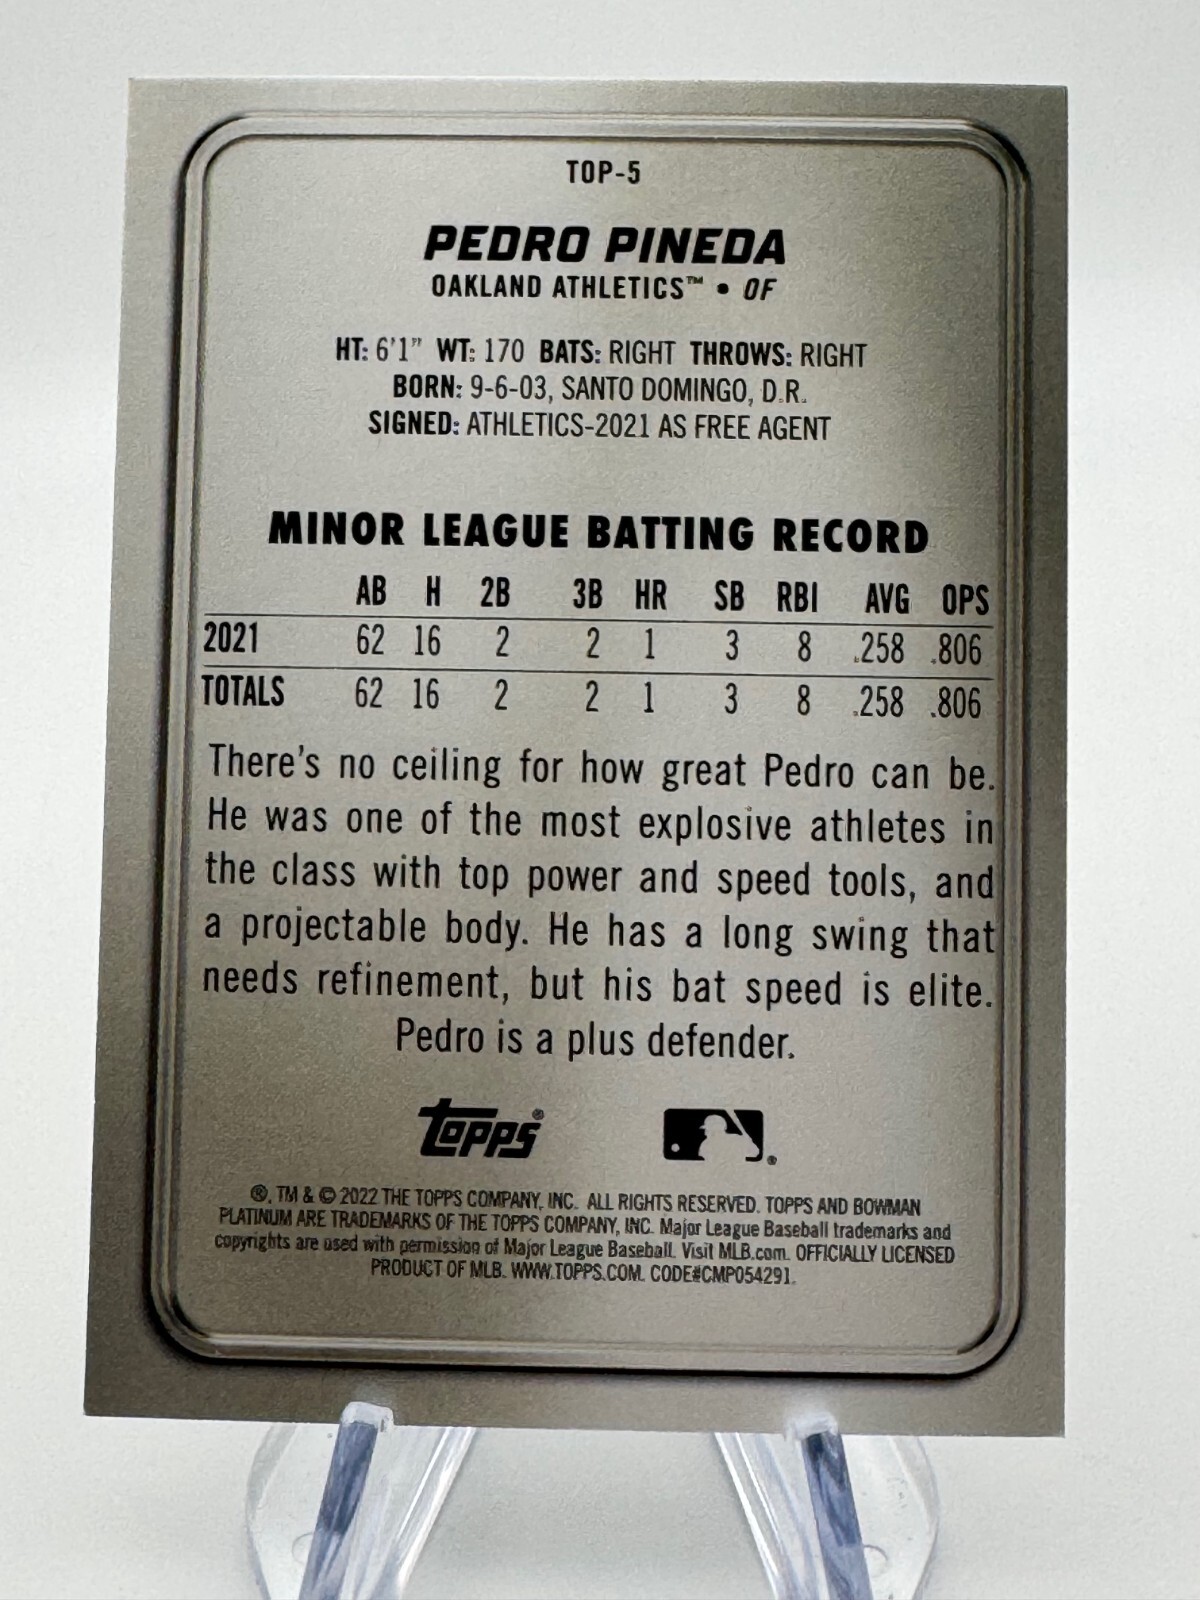 TOP-5
PEDRO PINEDA
OAKLAND ATHLETICS™ • OF
HT: 6'1" WT: 170 BATS: RIGHT THROWS: RIGHT
BORN: 9-6-03, SANTO DOMINGO, D.R.
SIGNED: ATHLETICS-2021 AS FREE AGENT
MINOR LEAGUE BATTING RECORD
AB H 2B 3B HR SB RBI AVG OPS
2021 62 16 2 2 1 3 8 .258 .806
TOTALS 62 16 2 2 1 3 8 .258 .806
There's no ceiling for how great Pedro can be.
He was one of the most explosive athletes in
the class with top power and speed tools, and
a projectable body. He has a long swing that
needs refinement, but his bat speed is elite.
Pedro is a plus defender.
Topps®
®
®, TM & © 2022 THE TOPPS COMPANY, INC. ALL RIGHTS RESERVED. TOPPS AND BOWMAN
PLATINUM ARE TRADEMARKS OF THE TOPPS COMPANY, INC. Major League Baseball trademarks and
copyrights are used with permission of Major League Baseball. Visit MLB.com. OFFICIALLY LICENSED
PRODUCT OF MLB. WWW.TOPPS.COM. CODE#CMP054291.